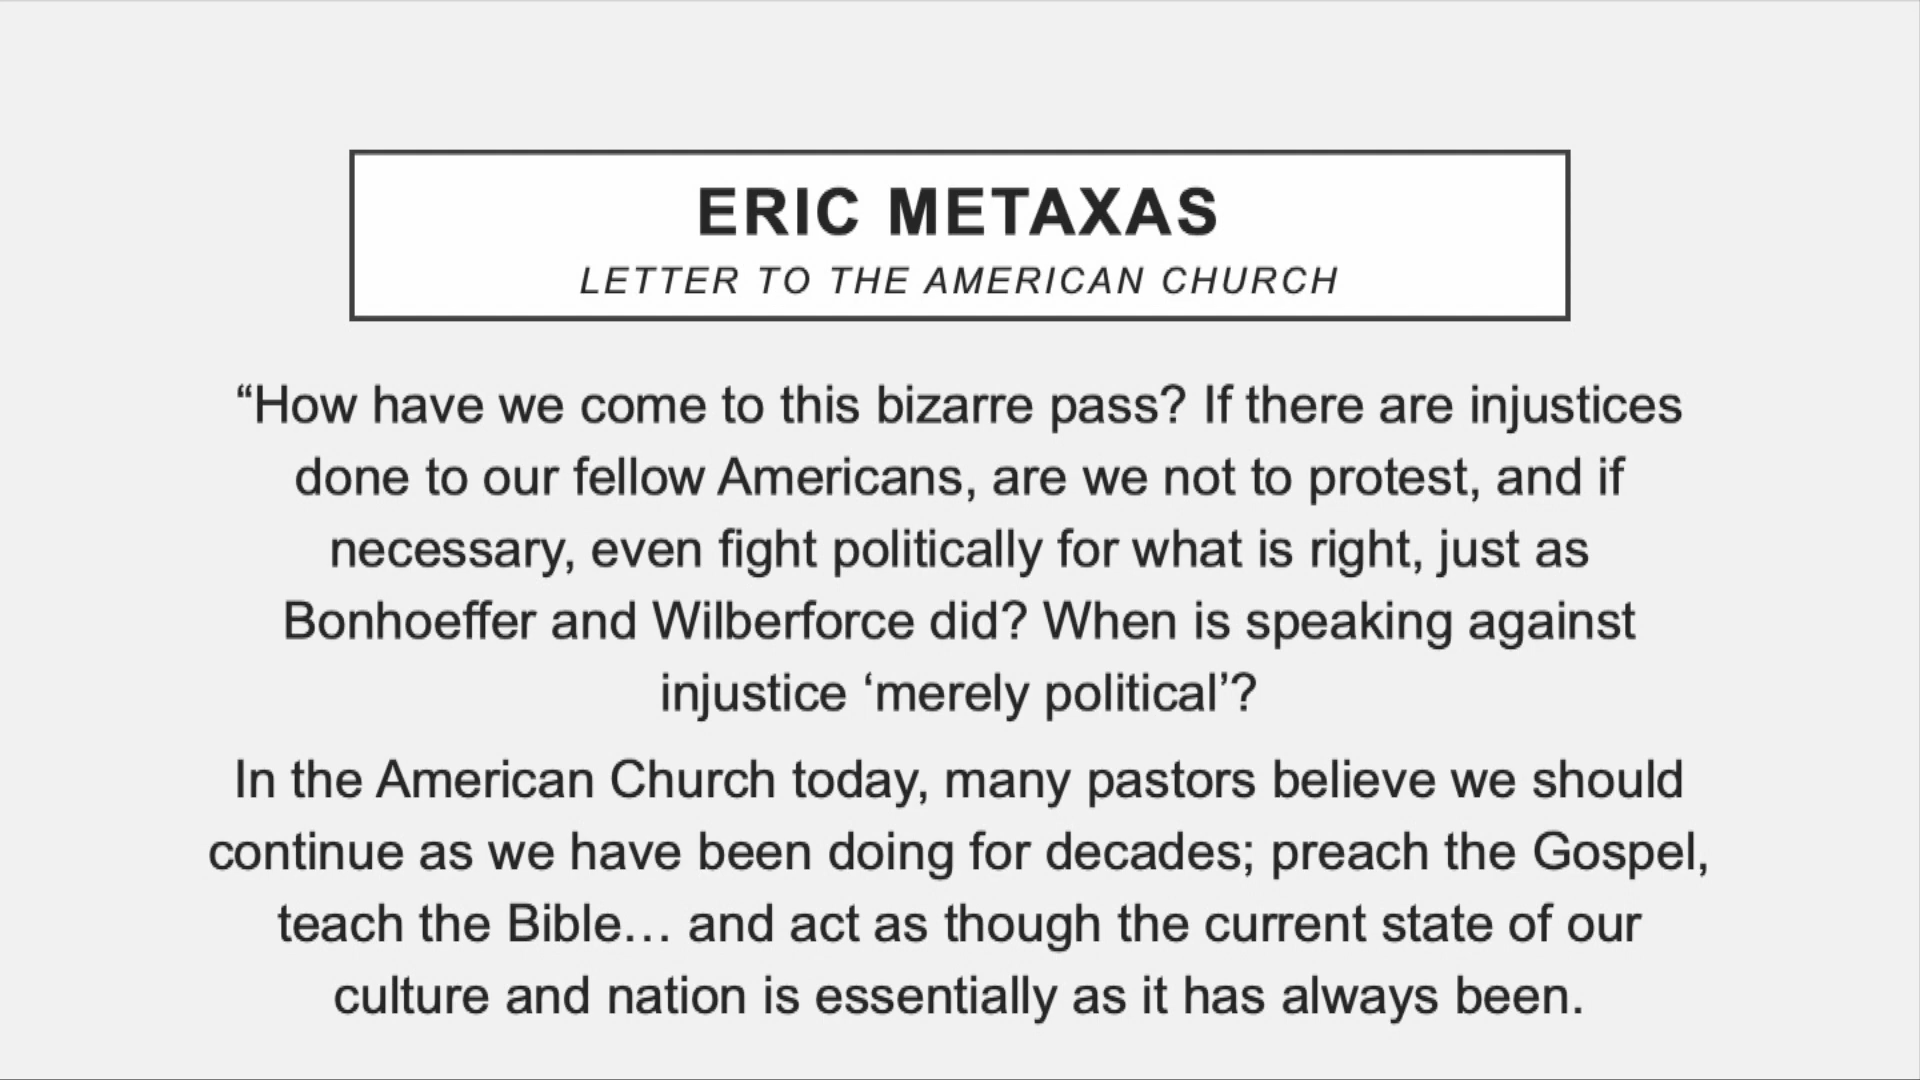 ERIC METAXAS
LETTER TO THE AMERICAN CHURCH
“How have we come to this bizarre pass? If there are injustices
done to our fellow Americans, are we not to protest, and if
necessary, even fight politically for what is right, just as
Bonhoeffer and Wilberforce did? When is speaking against
injustice ‘merely political’?
In the American Church today, many pastors believe we should
continue as we have been doing for decades; preach the Gospel,
teach the Bible… and act as though the current state of our
culture and nation is essentially as it has always been.